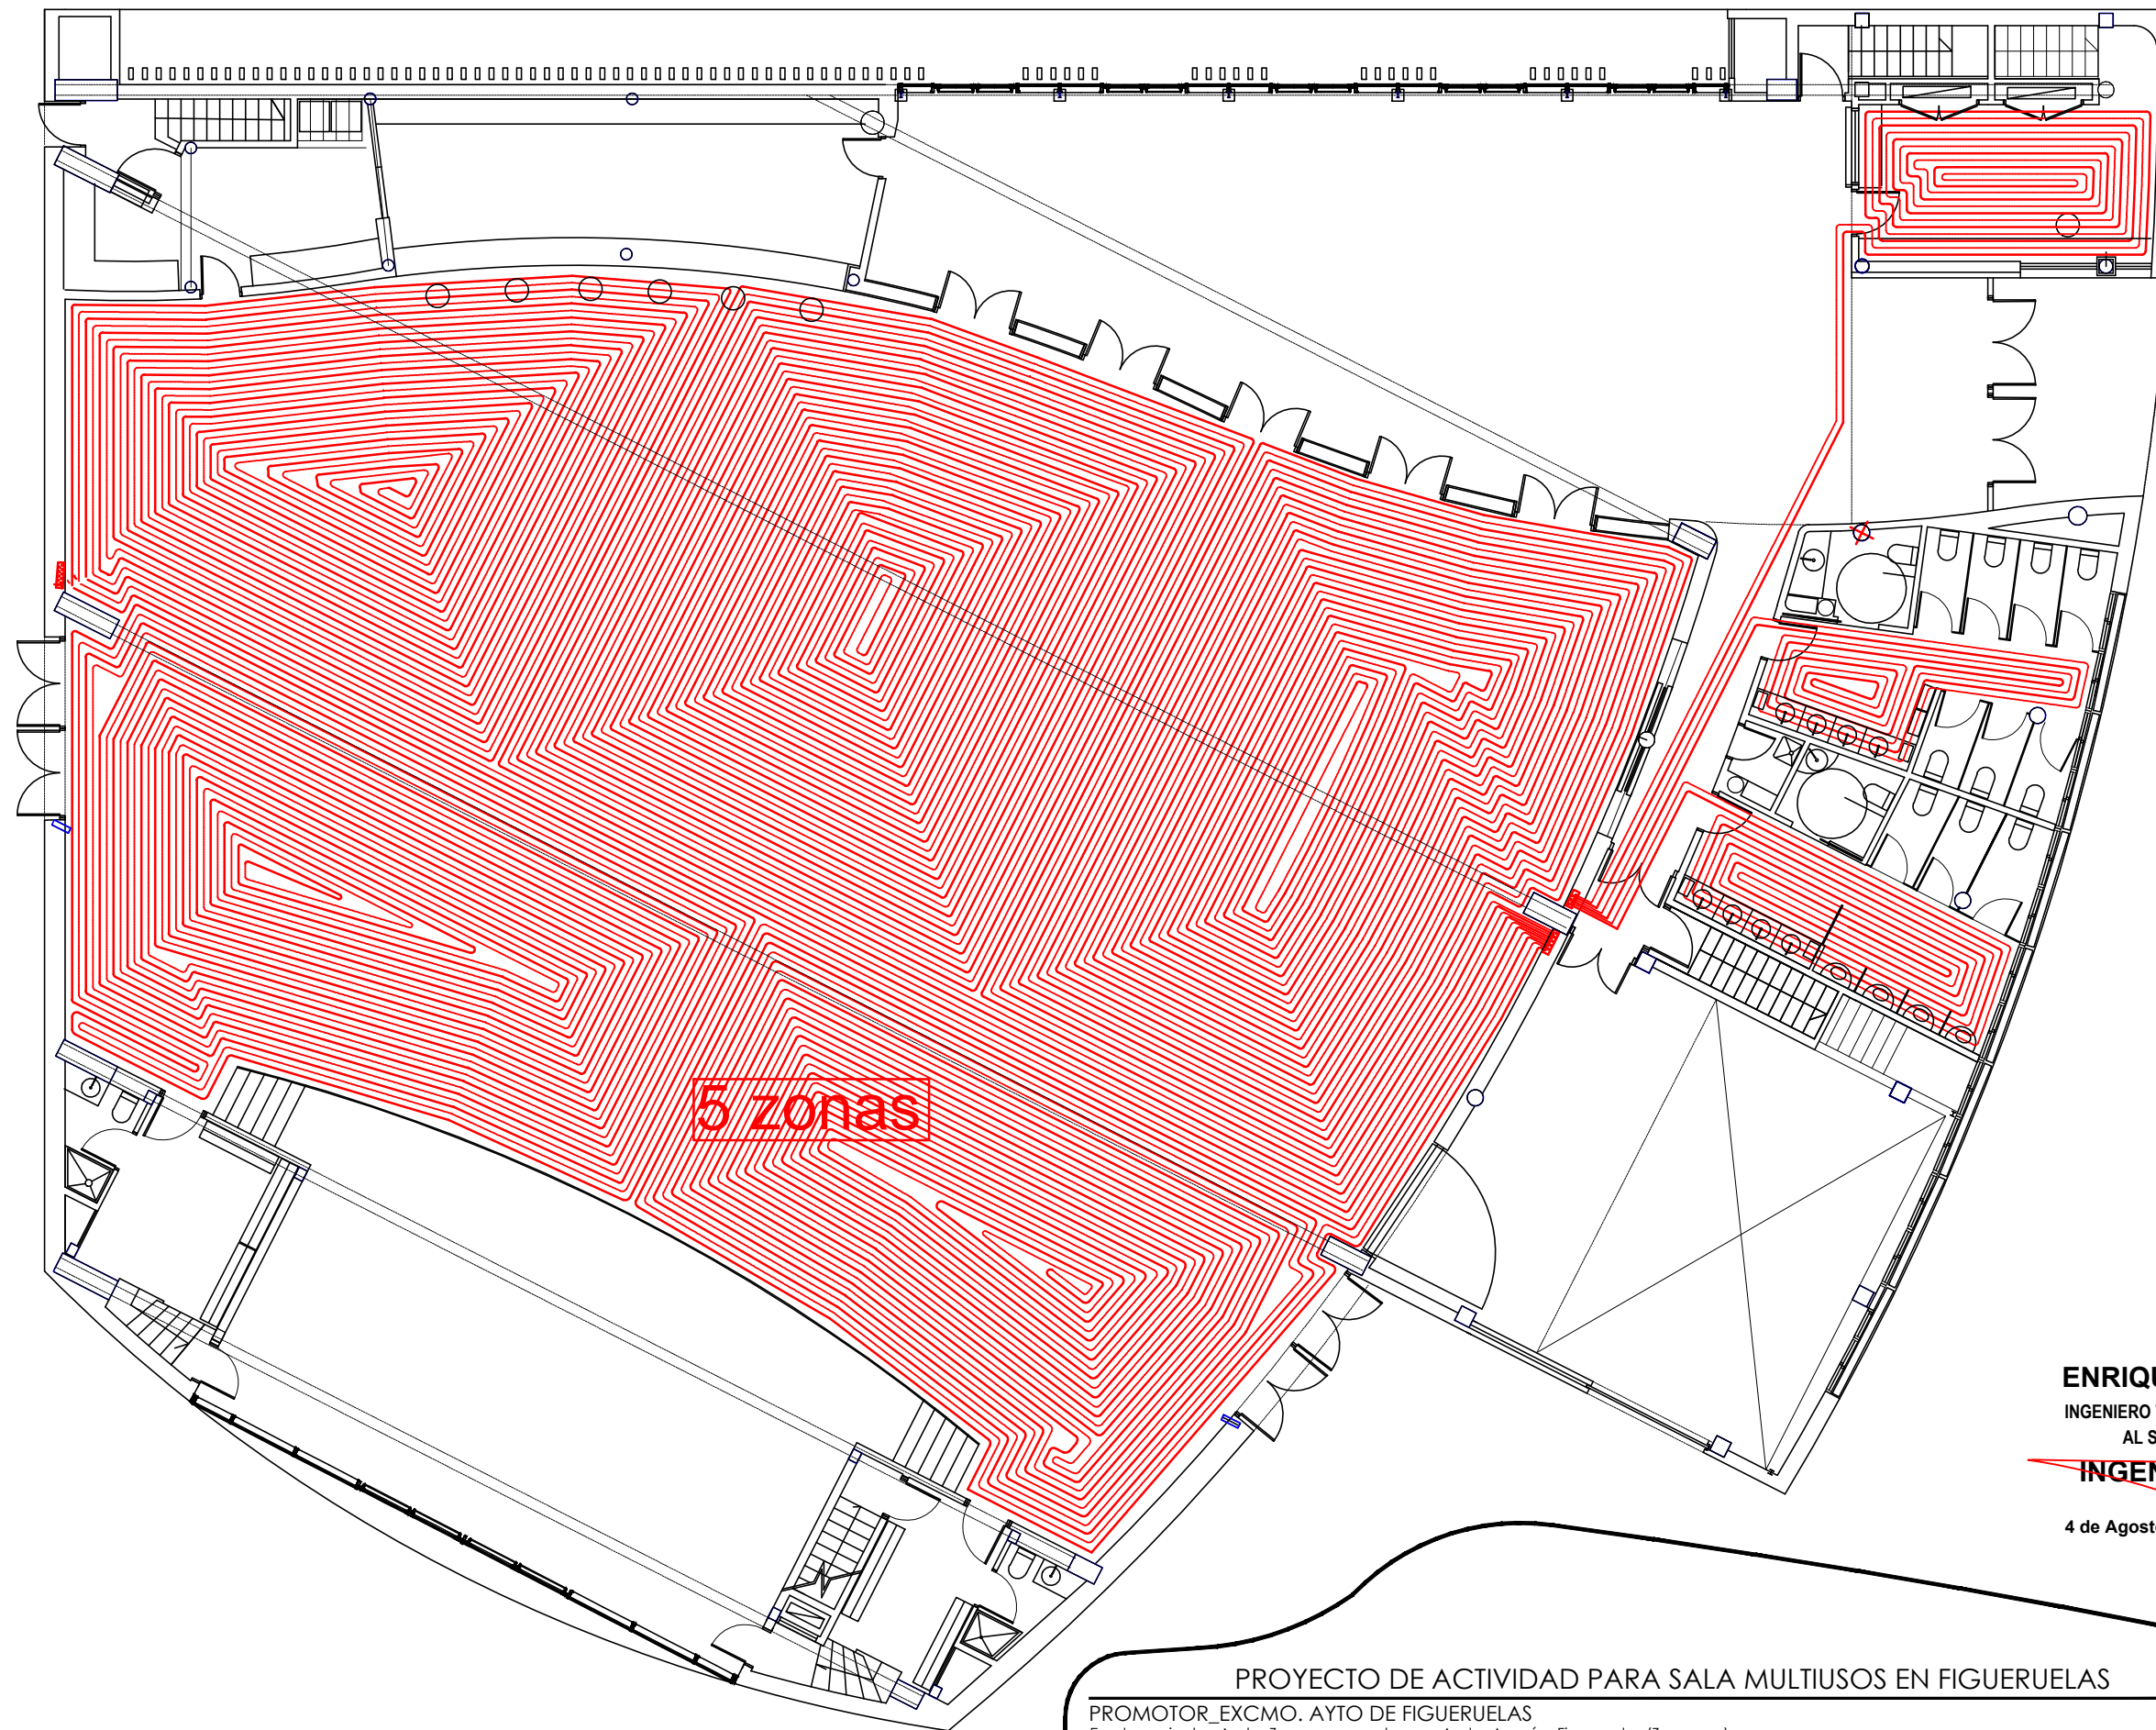 5 zonas
ENRIQU
INGENIERO
AL S
INGEN
4 de Agost
PROYECTO DE ACTIVIDAD PARA SALA MULTIUSOS EN FIGUERUELAS
PROMOTOR_EXCMO. AYTO DE FIGUERUELAS